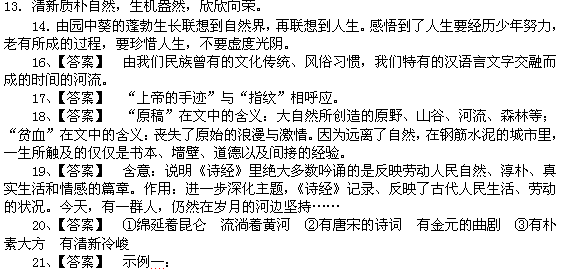 13. 清新质朴自然，生机盎然，欣欣向荣。
14. 由园中葵的蓬勃生长联想到自然界，再联想到人生。感悟到了人生要经历少年努力，
老有所成的过程，要珍惜人生，不要虚度光阴。
16、【答案】 由我们民族曾有的文化传统、风俗习惯，我们特有的汉语言文字交融而
成的时间的河流。
17、【答案】 “上帝的手迹”与“指纹”相呼应。
18、【答案】 “原稿”在文中的含义：大自然所创造的原野、山谷、河流、森林等；
“贫血”在文中的含义：丧失了原始的浪漫与激情。因为远离了自然，在钢筋水泥的城市里，
一生所触及的仅仅是书本、墙壁、道德以及间接的经验。
19、【答案】 含意：说明《诗经》里绝大多数吟诵的是反映劳动人民自然、淳朴、真
实生活和情感的篇章。作用：进一步深化主题，《诗经》记录、反映了古代人民生活、劳动
的状况。今天，有一群人，仍然在岁月的河边坚持……
20、【答案】 ①绵延着昆仑 流淌着黄河 ②有唐宋的诗词 有金元的曲剧 ③有朴
素大方 有清新冷峻
21、【答案】 示例一：